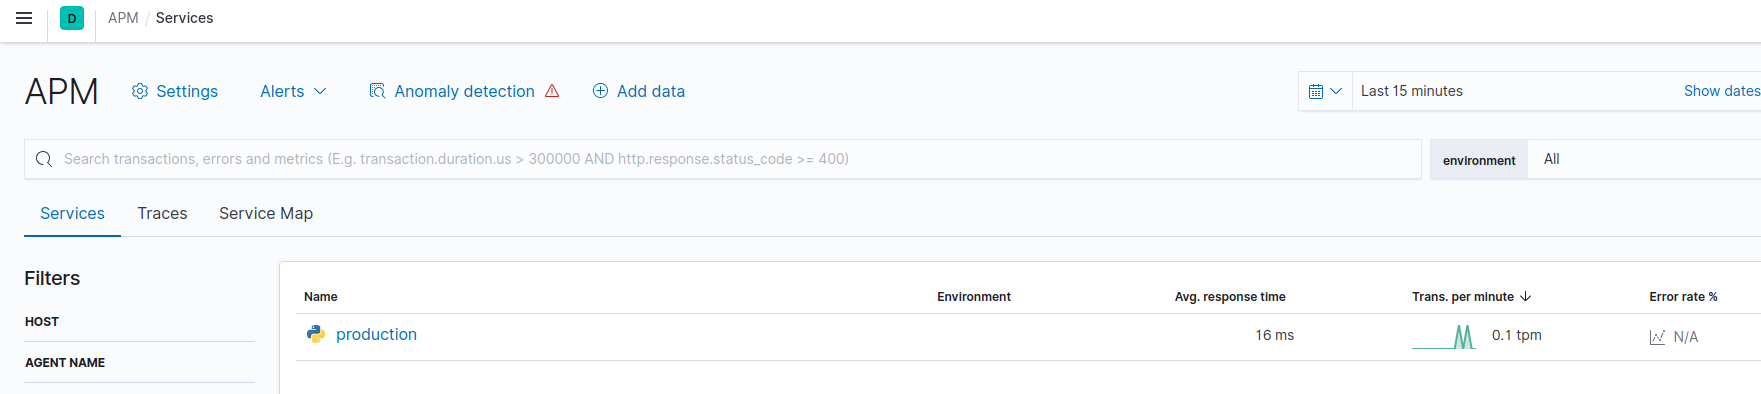 D APM / Services
APM Settings Alerts Anomaly detection Add data Last 15 minutes Show dates
Search transactions, errors and metrics (E.g. transaction.duration.us > 300000 AND http.response.status_code >= 400) environment All
Services Traces Service Map
Filters
Name Environment Avg. response time Trans. per minute Error rate %
HOST
production 16 ms 0.1 tpm N/A
AGENT NAME